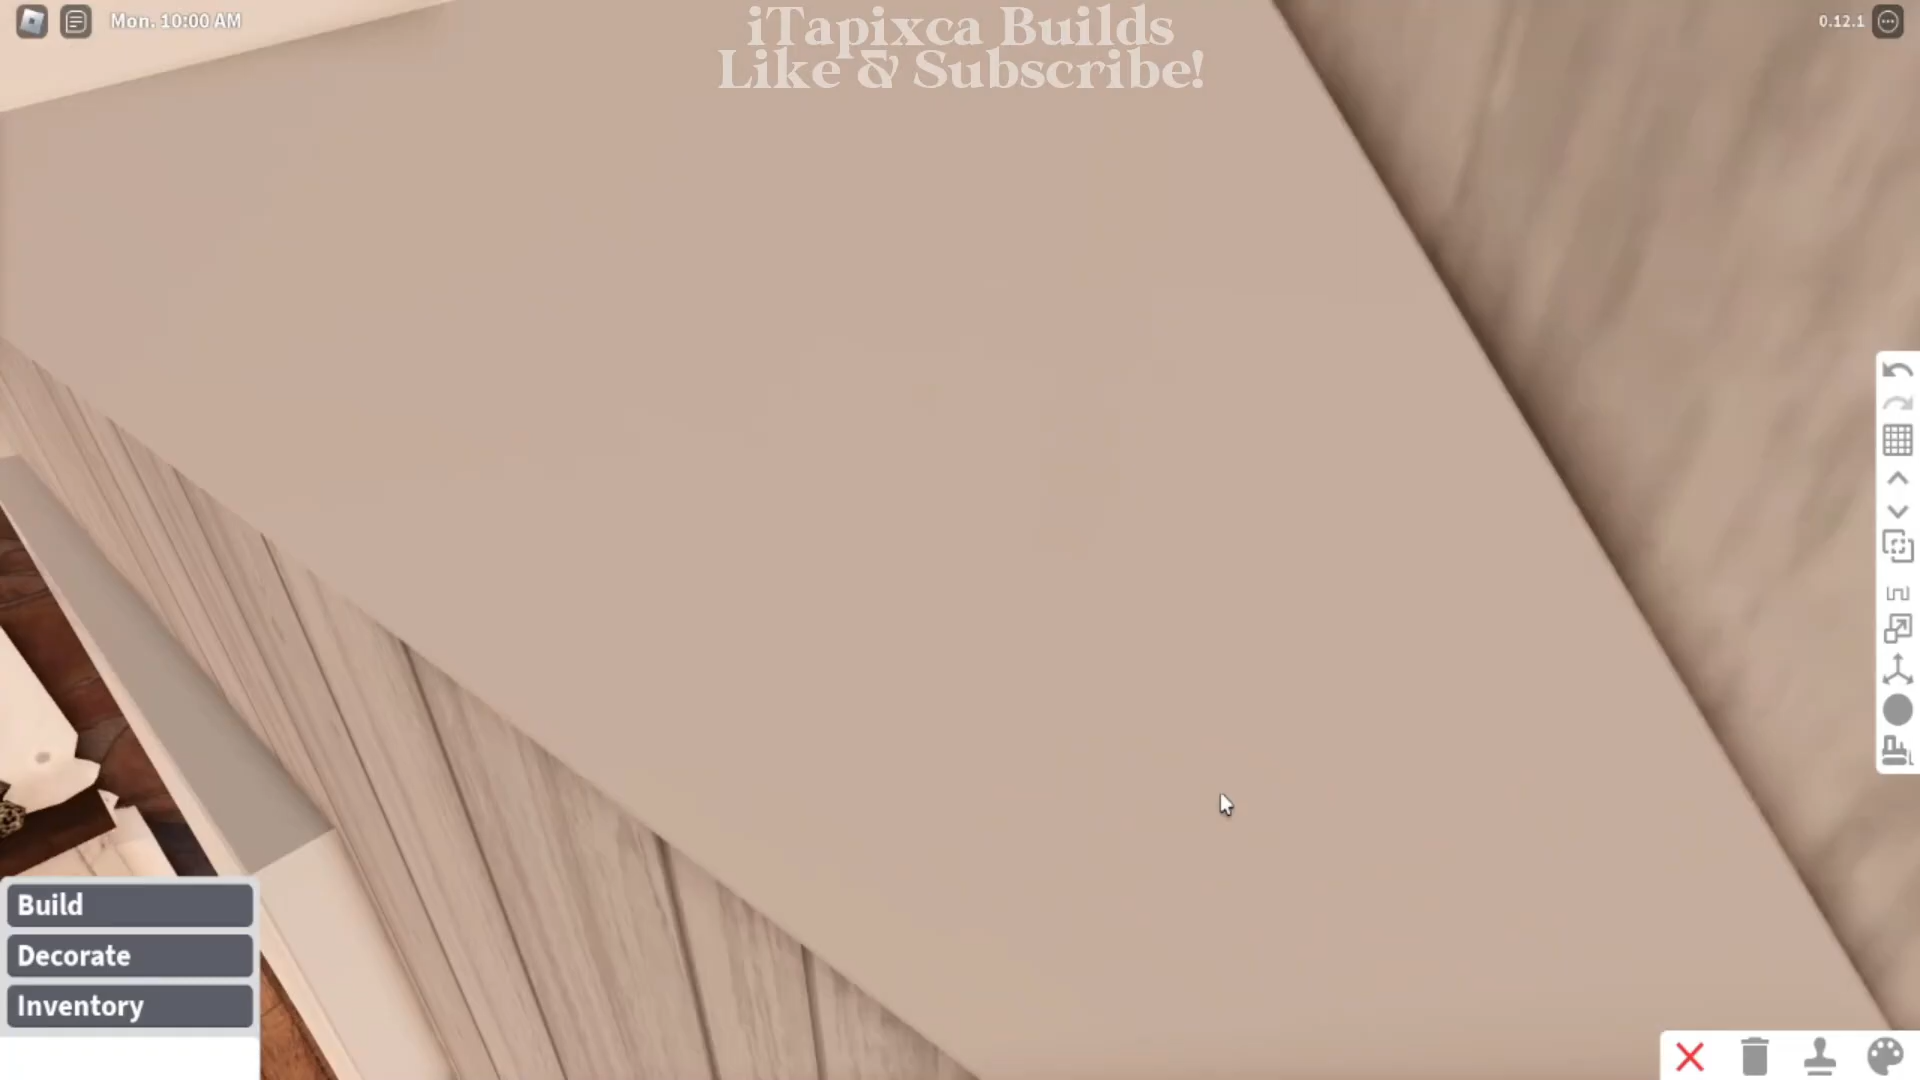 Mon. 10:00 AM
iTapixca Builds
Like & Subscribe!
0.12.1
Build
Decorate
Inventory